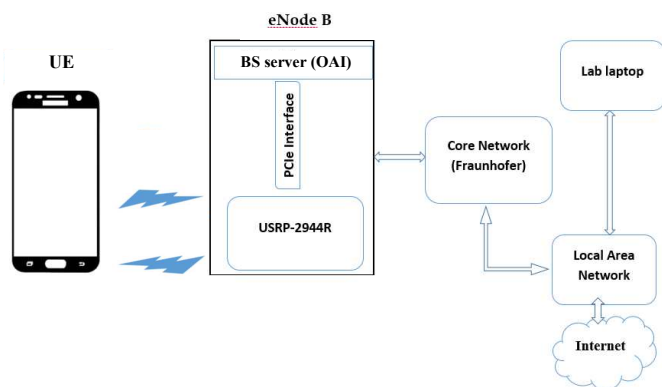 eNode B
UE
BS server (OAI)
PCIe Interface
USRP-2944R
Core Network
(Fraunhofer)
Lab laptop
Local Area
Network
Internet